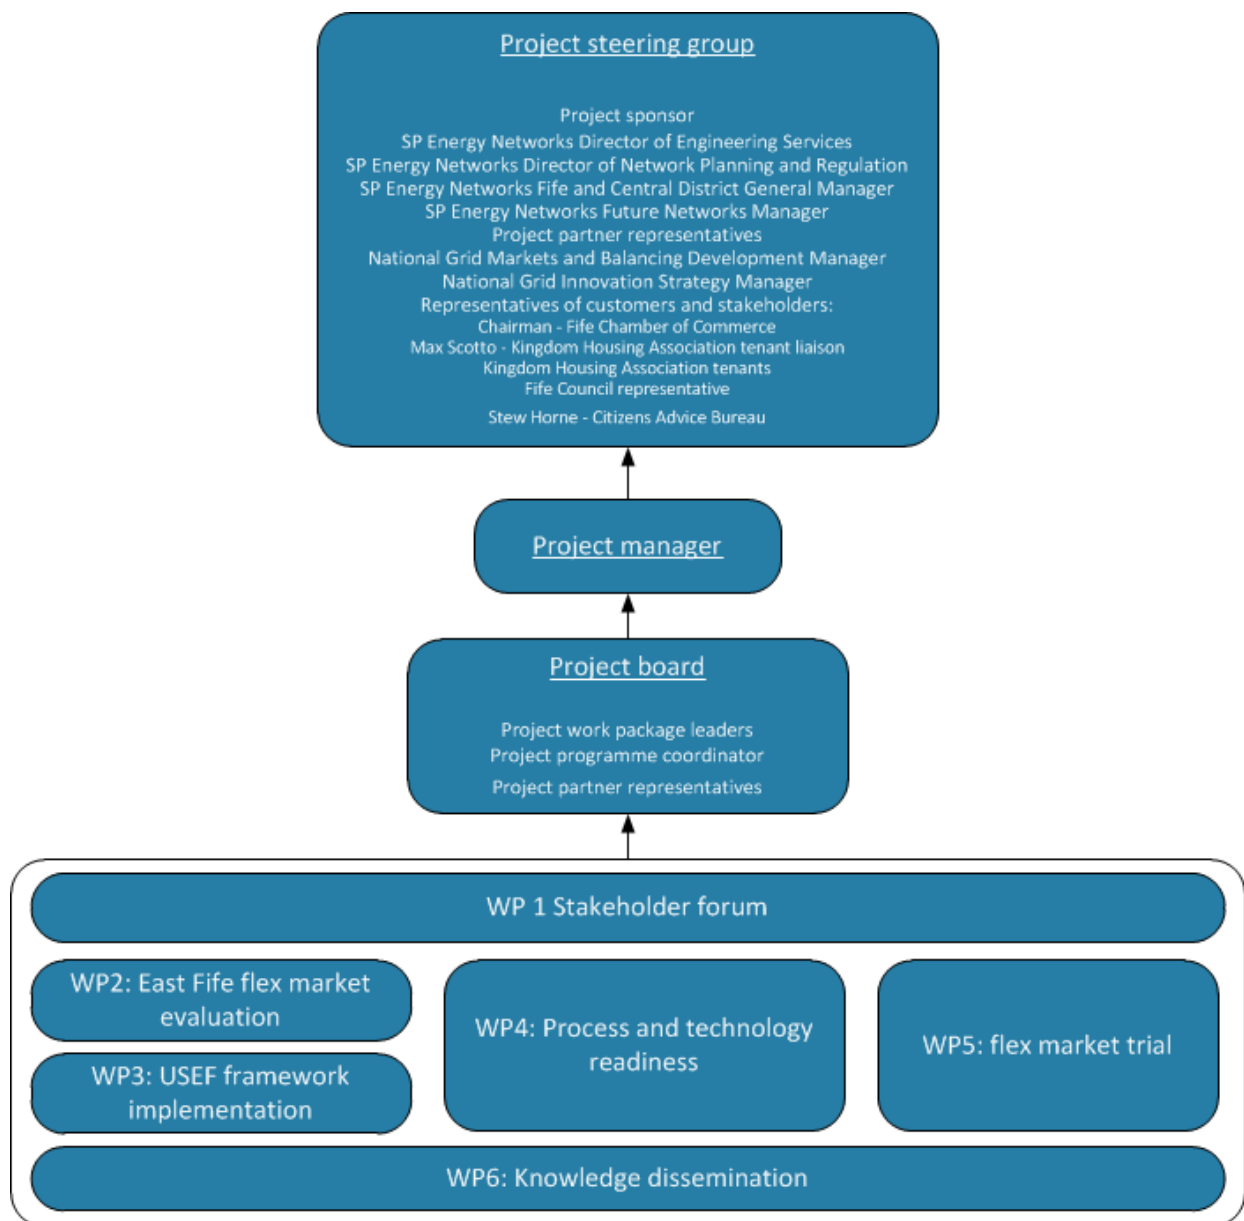 Project steering group
Project sponsor
SP Energy Networks Director of Engineering Services
SP Energy Networks Director of Network Planning and Regulation
SP Energy Networks Fife and Central District General Manager
SP Energy Networks Future Networks Manager
Project partner representatives
National Grid Markets and Balancing Development Manager
National Grid Innovation Strategy Manager
Representatives of customers and stakeholders:
Chairman - Fife Chamber of Commerce
Max Scotto - Kingdom Housing Association tenant liaison
Kingdom Housing Association tenants
Fife Council representative
Stew Horne - Citizens Advice Bureau
Project manager
Project board
Project work package leaders
Project programme coordinator
Project partner representatives
WP 1 Stakeholder forum
WP2: East Fife flex market
evaluation
WP3: USEF framework
implementation
WP4: Process and technology
readiness
WP5: flex market trial
WP6: Knowledge dissemination